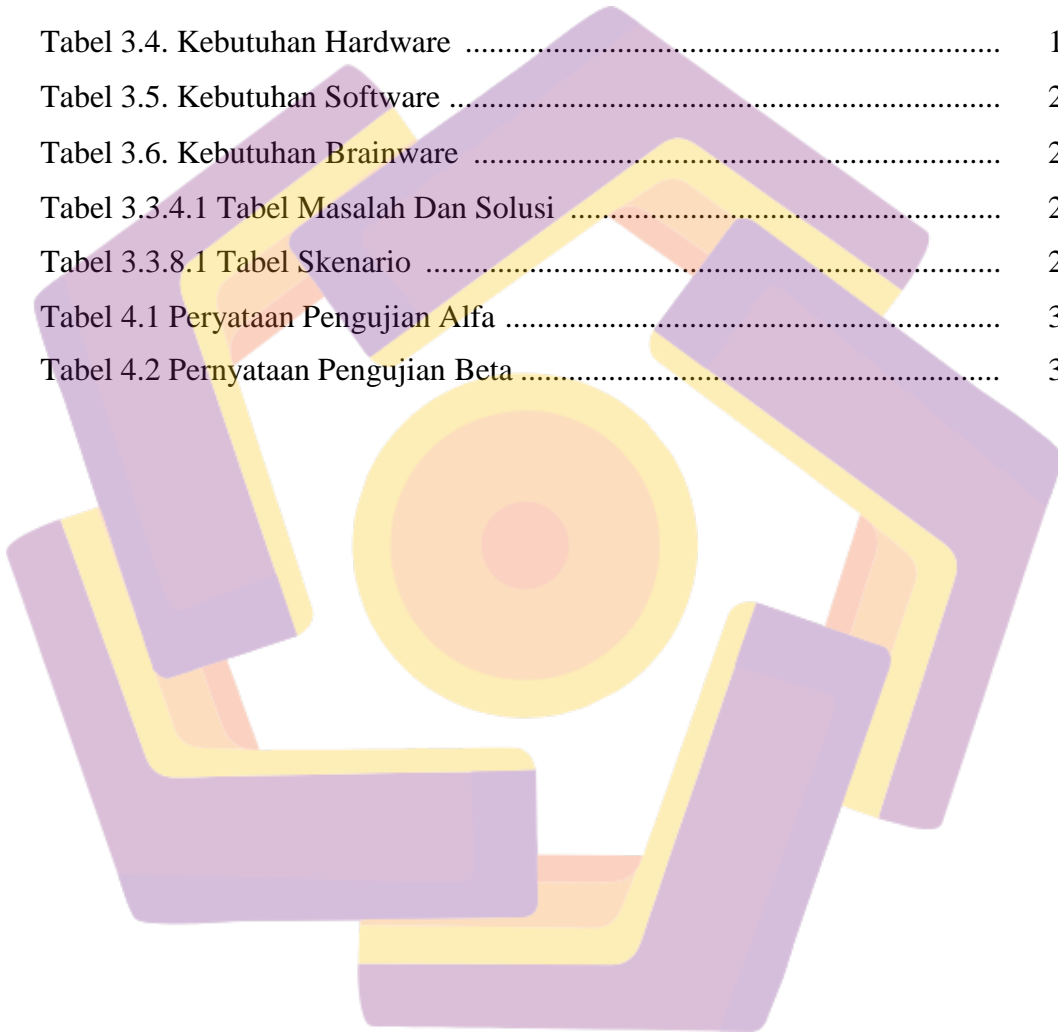 Tabel 3.4. Kebutuhan Hardware ................................................................. 1
Tabel 3.5. Kebutuhan Software ................................................................... 2
Tabel 3.6. Kebutuhan Brainware ................................................................ 2
Tabel 3.3.4.1 Tabel Masalah Dan Solusi .................................................... 2
Tabel 3.3.8.1 Tabel Skenario ...................................................................... 2
Tabel 4.1 Peryataan Pengujian Alfa ............................................................ 3
Tabel 4.2 Pernyataan Pengujian Beta .......................................................... 3